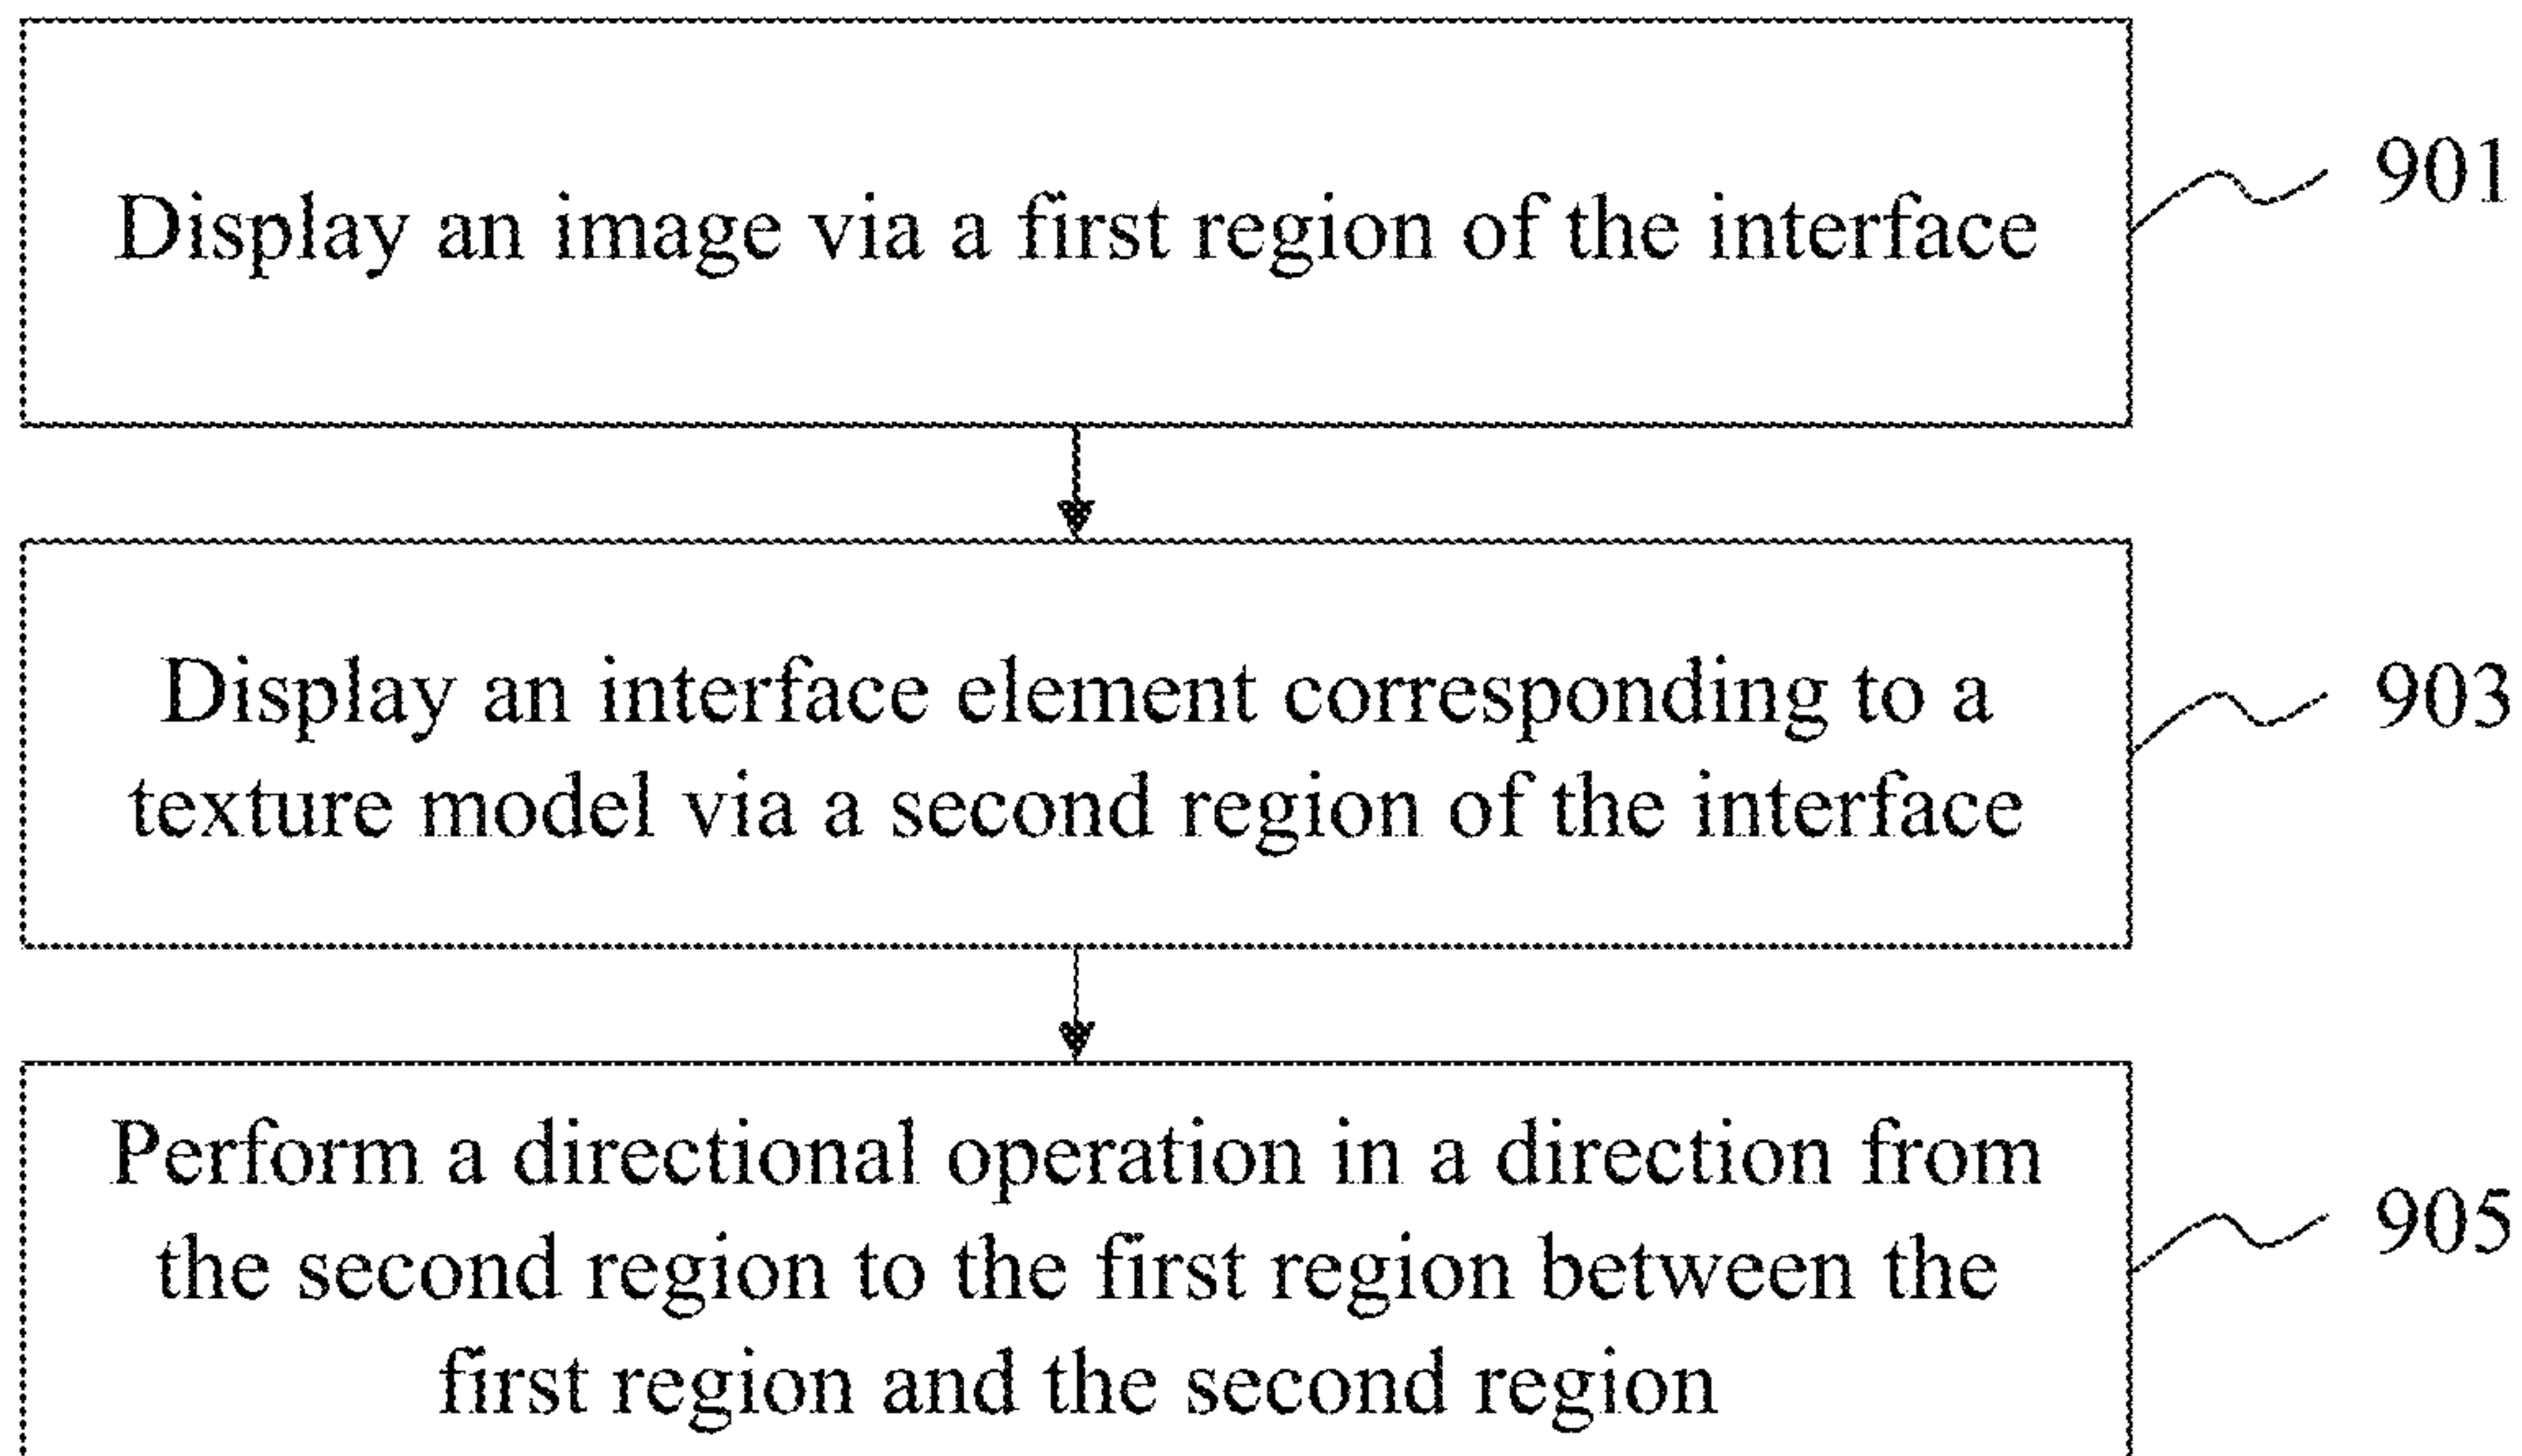 Display an image via a first region of the interface
901
Display an interface element corresponding to a
texture model via a second region of the interface
903
Perform a directional operation in a direction from
the second region to the first region between the
first region and the second region
905